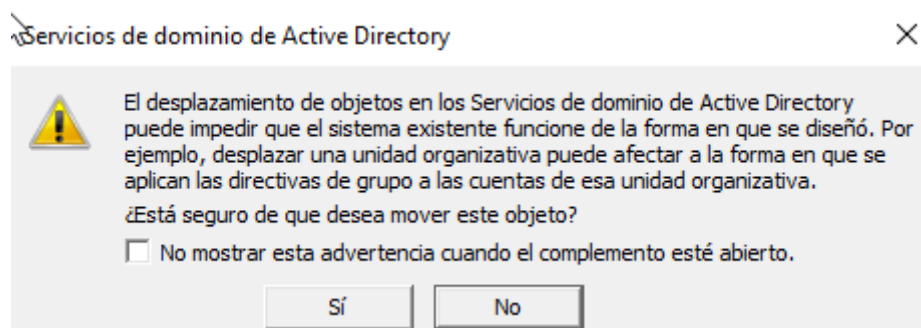 Servicios de dominio de Active Directory
El desplazamiento de objetos en los Servicios de dominio de Active Directory
puede impedir que el sistema existente funcione de la forma en que se diseñó. Por
ejemplo, desplazar una unidad organizativa puede afectar a la forma en que se
aplican las directivas de grupo a las cuentas de esa unidad organizativa.
¿Está seguro de que desea mover este objeto?
No mostrar esta advertencia cuando el complemento esté abierto.
Sí
No